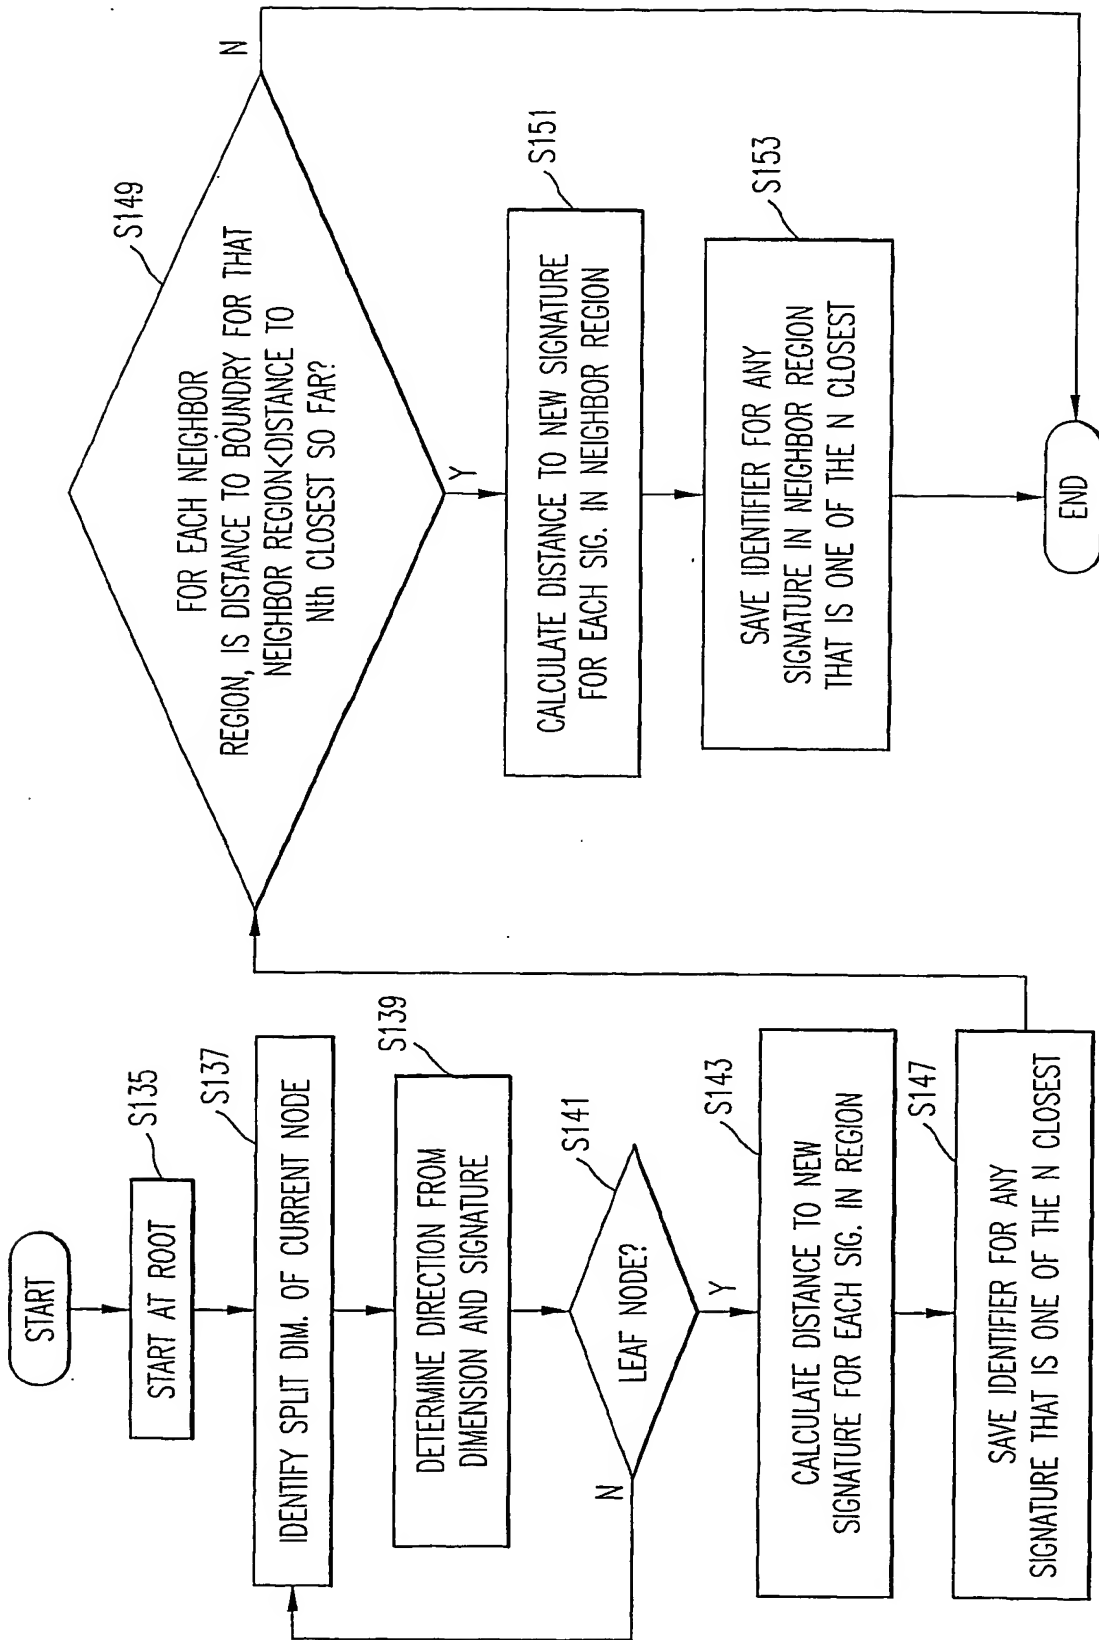 START
S135
START AT ROOT
S137
IDENTIFY SPLIT DIM. OF CURRENT NODE
S139
DETERMINE DIRECTION FROM
DIMENSION AND SIGNATURE
S141
LEAF NODE?
N
Y
S143
CALCULATE DISTANCE TO NEW
SIGNATURE FOR EACH SIG. IN REGION
S147
SAVE IDENTIFIER FOR ANY
SIGNATURE THAT IS ONE OF THE N CLOSEST
S149
FOR EACH NEIGHBOR
REGION, IS DISTANCE TO BOUNDRY FOR THAT
NEIGHBOR REGION<DISTANCE TO
Nth CLOSEST SO FAR?
N
Y
S151
CALCULATE DISTANCE TO NEW SIGNATURE
FOR EACH SIG. IN NEIGHBOR REGION
S153
SAVE IDENTIFIER FOR ANY
SIGNATURE IN NEIGHBOR REGION
THAT IS ONE OF THE N CLOSEST
END